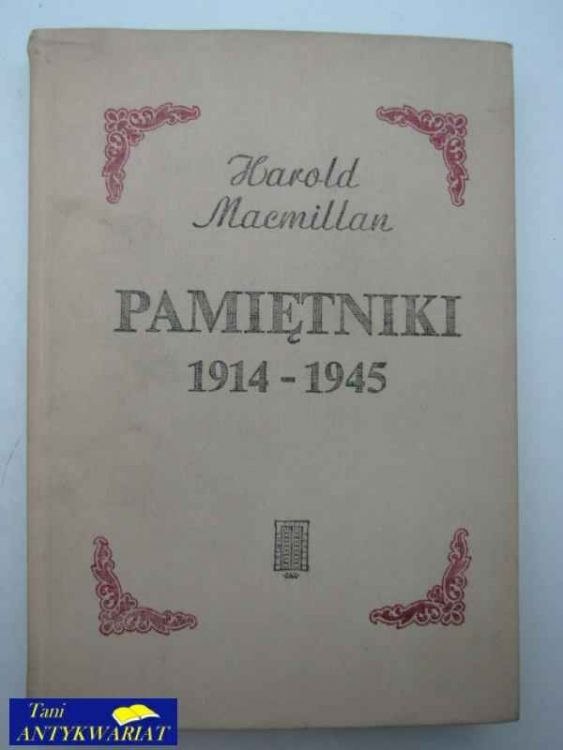 Harold
Macmillan
PAMIĘTNIKI
1914 - 1945
Tani
ANTYKWARIAT